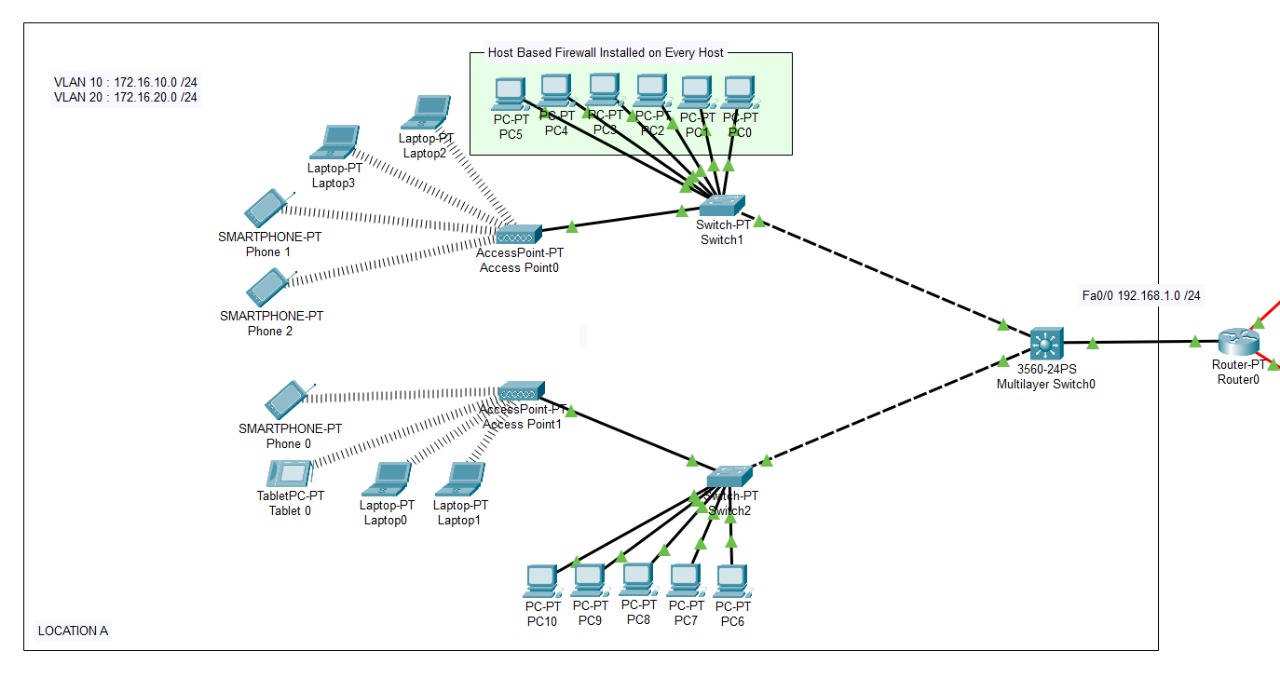 Host Based Firewall Installed on Every Host
VLAN 10 : 172.16.10.0 /24
VLAN 20 : 172.16.20.0 /24
PC-PT
PC5
PC-PT
PC4
PC-PT
PC3
PC-PT
PC2
PC-PT
PC1
PC-PT
PC0
Laptop-PT
Laptop2
Laptop-PT
Laptop3
SMARTPHONE-PT
Phone 1
AccessPoint-PT
Access Point0
Switch-PT
Switch1
SMARTPHONE-PT
Phone 2
Fa0/0 192.168.1.0 /24
3560-24PS
Multilayer Switch0
Router-PT
Router0
SMARTPHONE-PT
Phone 0
AccessPoint-PT
Access Point1
TabletPC-PT
Tablet 0
Laptop-PT
Laptop0
Laptop-PT
Laptop1
Switch-PT
Switch2
PC-PT
PC10
PC-PT
PC9
PC-PT
PC8
PC-PT
PC7
PC-PT
PC6
LOCATION A